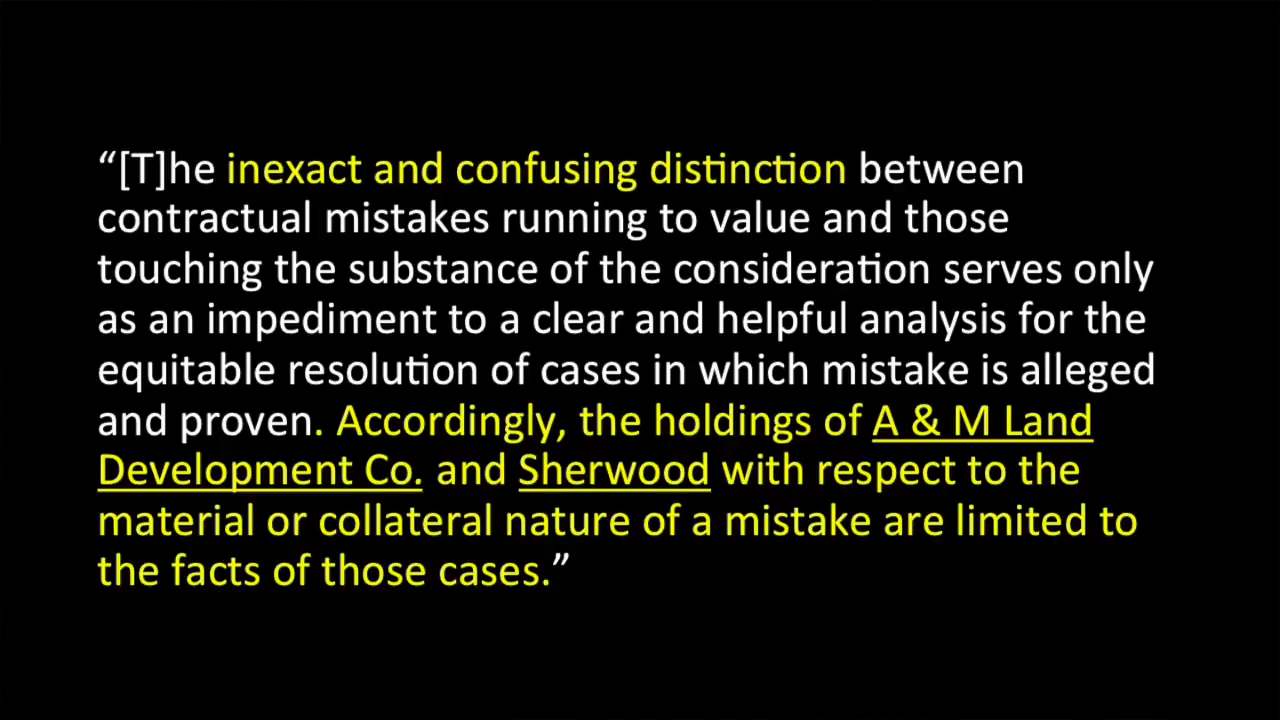 “[T]he inexact and confusing distinction between
contractual mistakes running to value and those
touching the substance of the consideration serves only
as an impediment to a clear and helpful analysis for the
equitable resolution of cases in which mistake is alleged
and proven. Accordingly, the holdings of A & M Land
Development Co. and Sherwood with respect to the
material or collateral nature of a mistake are limited to
the facts of those cases.”